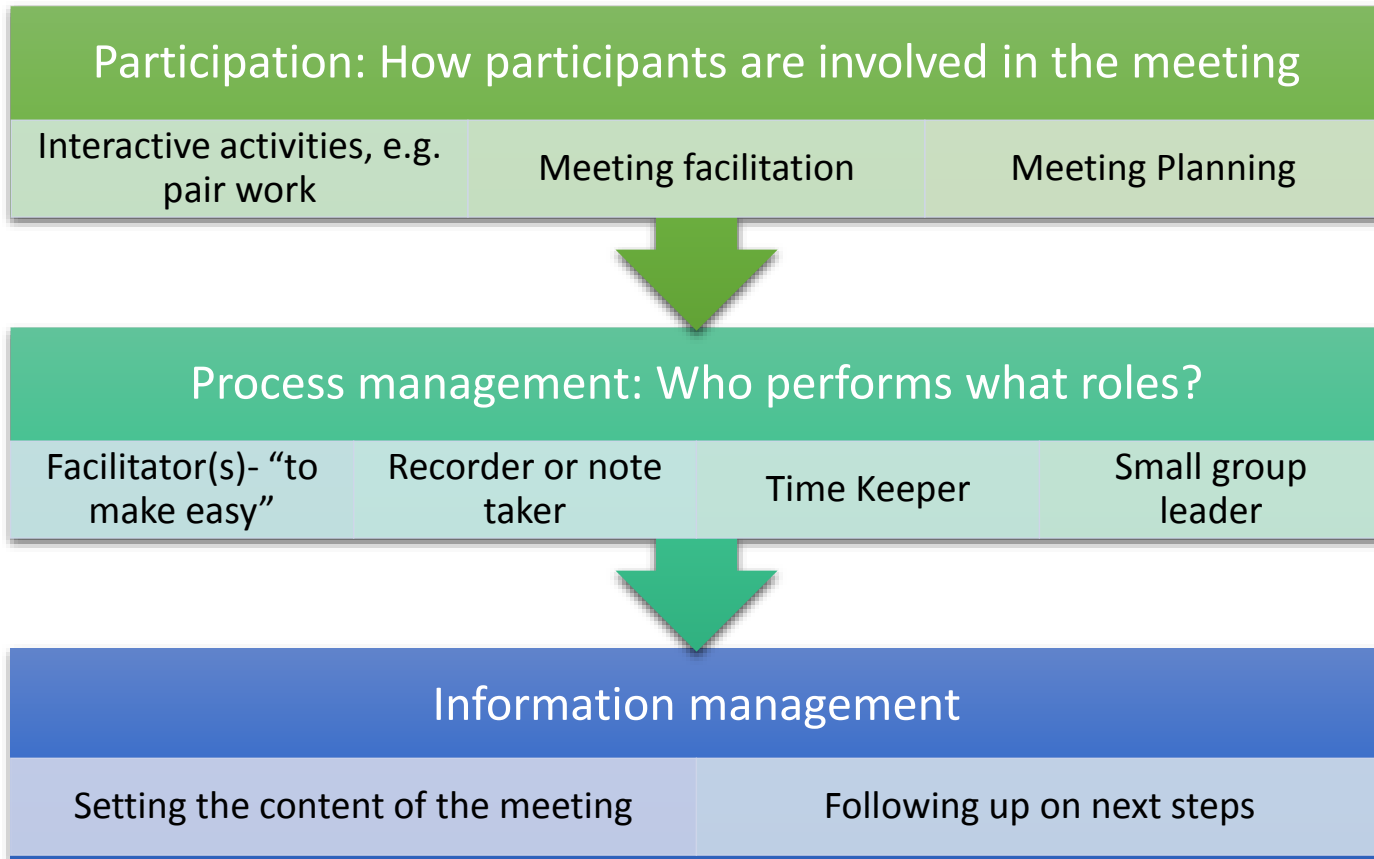 Participation: How participants are involved in the meeting
Interactive activities, e.g.
pair work
Meeting facilitation
Meeting Planning
Process management: Who performs what roles?
Facilitator(s)- “to
make easy”
Recorder or note
taker
Time Keeper
Small group
leader
Information management
Setting the content of the meeting
Following up on next steps